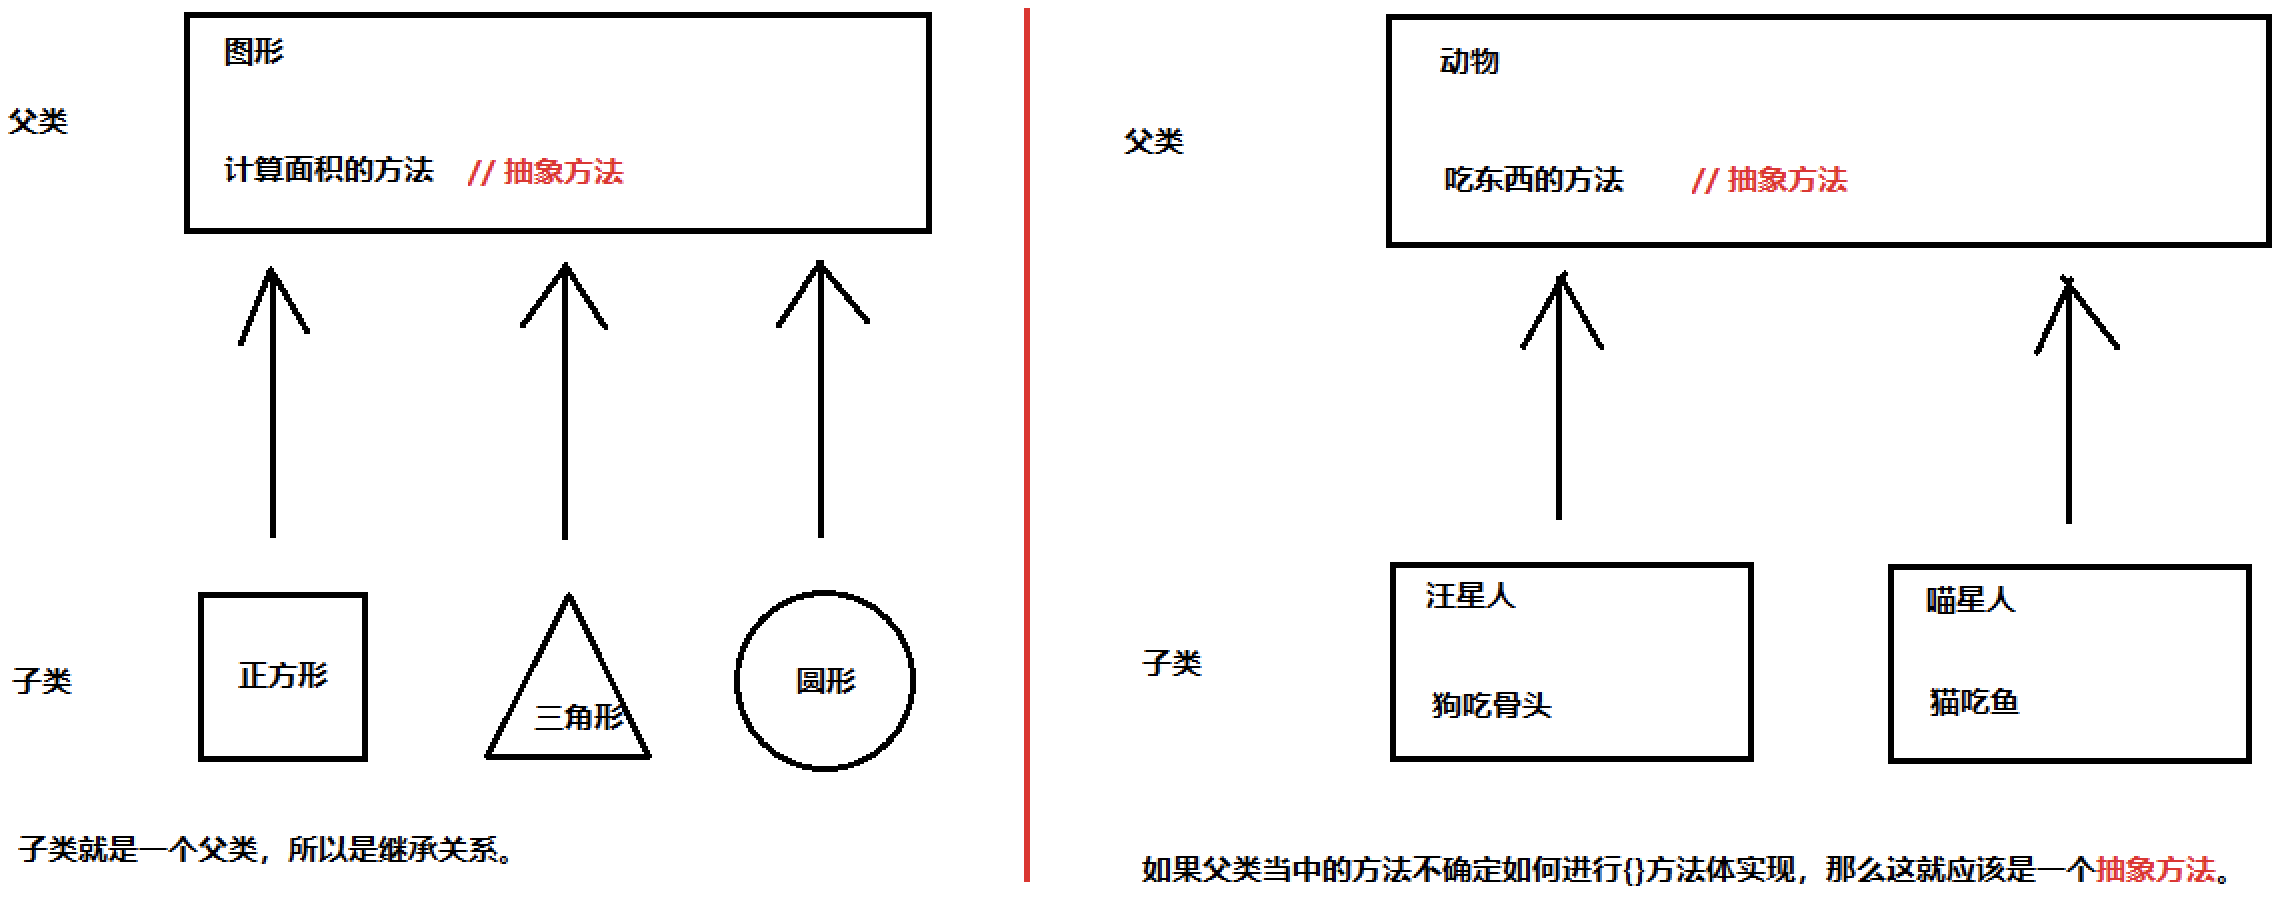 图形
父类
计算面积的方法 // 抽象方法
正方形
三角形
圆形
子类
子类就是一个父类，所以是继承关系。
动物
父类
吃东西的方法 // 抽象方法
汪星人
狗吃骨头
喵星人
猫吃鱼
子类
如果父类当中的方法不确定如何进行{}方法体实现，那么这就应该是一个抽象方法。